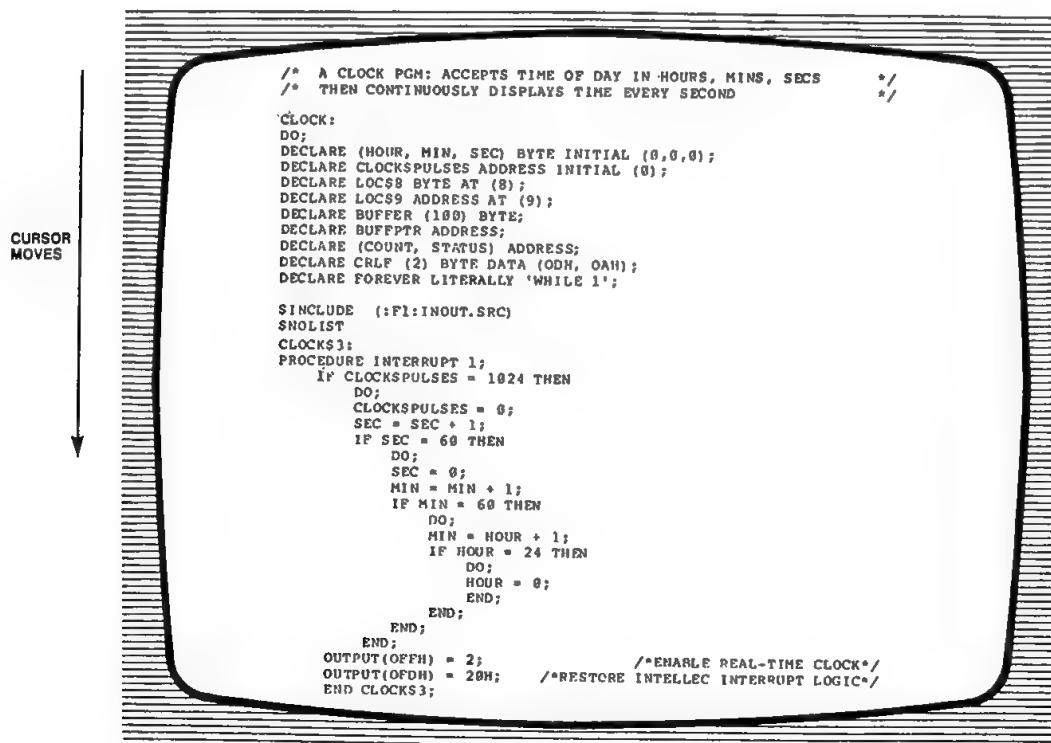 CURSOR
MOVES
/* A CLOCK PGM: ACCEPTS TIME OF DAY IN HOURS, MINS, SECS */
/* THEN CONTINUOUSLY DISPLAYS TIME EVERY SECOND */
CLOCK:
DO;
DECLARE (HOUR, MIN, SEC) BYTE INITIAL (0,0,0);
DECLARE CLOCK$PULSES ADDRESS INITIAL (0);
DECLARE LOC$8 BYTE AT (8);
DECLARE LOC$9 ADDRESS AT (9);
DECLARE BUFFER (100) BYTE;
DECLARE BUFFPTR ADDRESS;
DECLARE (COUNT, STATUS) ADDRESS;
DECLARE CRLF (2) BYTE DATA (ODH, OAH);
DECLARE FOREVER LITERALLY 'WHILE 1';
$INCLUDE (:F1:INOUT.SRC)
$NOLIST
CLOCK$3:
PROCEDURE INTERRUPT 1;
IF CLOCK$PULSES = 1024 THEN
DO;
CLOCK$PULSES = 0;
SEC = SEC + 1;
IF SEC = 60 THEN
DO;
SEC = 0;
MIN = MIN + 1;
IF MIN = 60 THEN
DO;
MIN = HOUR + 1;
IF HOUR = 24 THEN
DO;
HOUR = 0;
END;
END;
END;
END;
OUTPUT(OFFH) = 2; /*ENABLE REAL-TIME CLOCK*/
OUTPUT(OFDH) = 20H; /*RESTORE INTELLEC INTERRUPT LOGIC*/
END CLOCK$3;